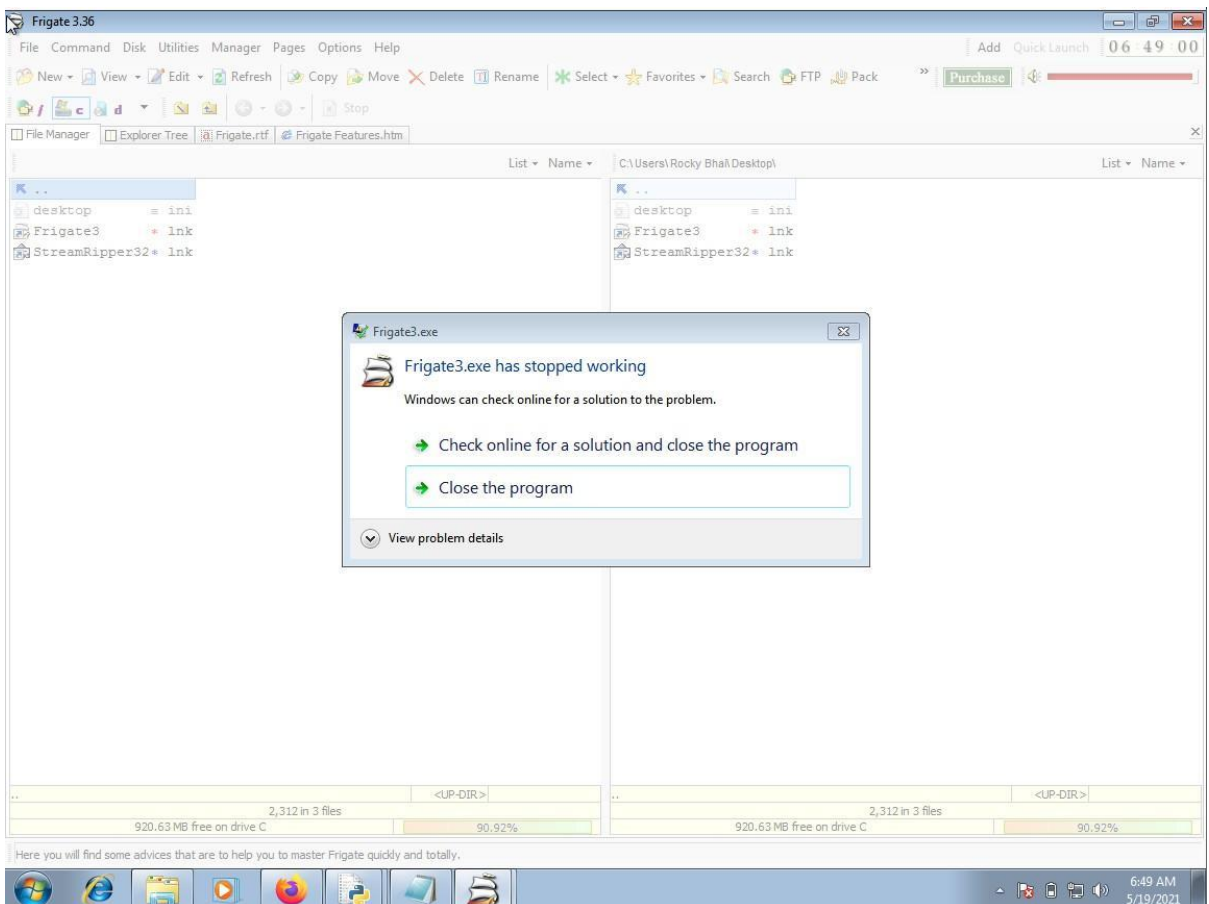 Frigate 3.36
File Command Disk Utilities Manager Pages Options Help Add Quick Launch 06:49:00
New View Edit Refresh Copy Move Delete Rename Select Favorites Search FTP Pack » Purchase
f c d Stop
File Manager Explorer Tree Frigate.rtf Frigate Features.htm
List Name C:\Users\Rocky Bhai\Desktop\ List Name
.. ..
desktop = ini desktop = ini
Frigate3 * lnk Frigate3 * lnk
StreamRipper32* lnk StreamRipper32* lnk
Frigate3.exe
Frigate3.exe has stopped working
Windows can check online for a solution to the problem.
Check online for a solution and close the program
Close the program
View problem details
.. <UP-DIR> .. <UP-DIR>
2,312 in 3 files 2,312 in 3 files
920.63 MB free on drive C 90.92% 920.63 MB free on drive C 90.92%
Here you will find some advices that are to help you to master Frigate quickly and totally.
6:49 AM
5/19/2021